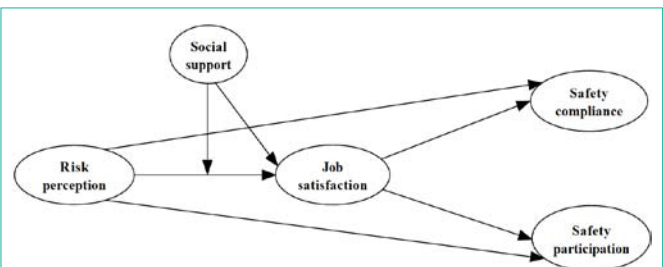 Social
support
Safety
compliance
Risk
perception
Job
satisfaction
Safety
participation